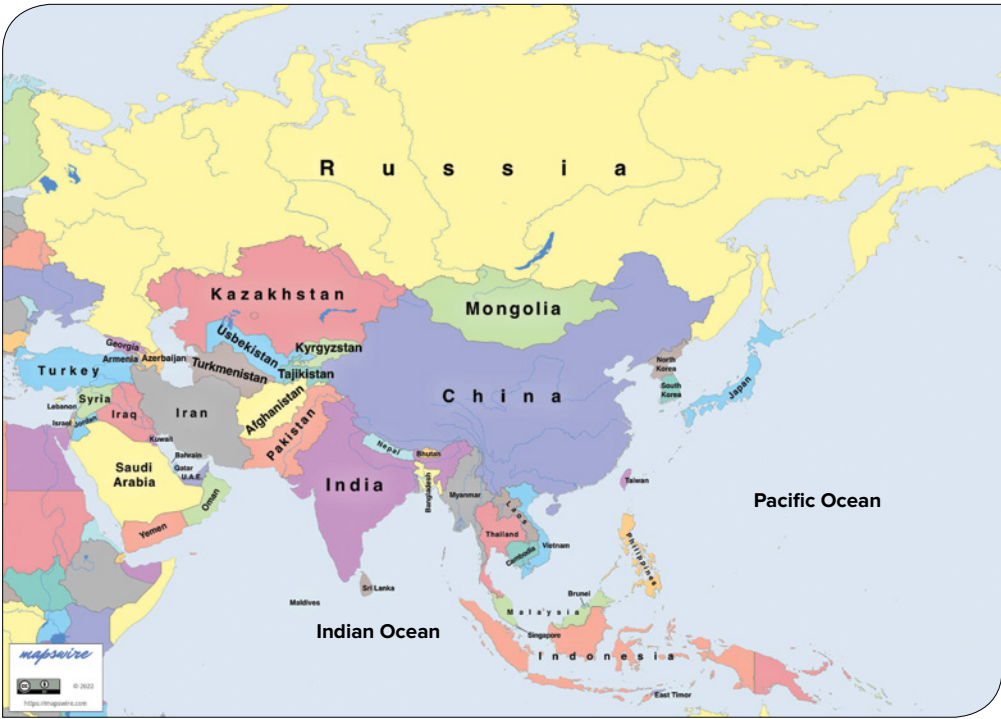 Russia
Kazakhstan
Mongolia
Usbekistan
Kyrgyzstan
Georgia
Armenia
Azerbaijan
Turkmenistan
Tajikistan
Turkey
North
Korea
South
Korea
Japan
China
Lebanon
Syria
Iraq
Iran
Afghanistan
Pakistan
Israel
Jordan
Kuwait
Nepal
Bhutan
Bahrain
Qatar
U.A.E.
Saudi
Arabia
Oman
Yemen
India
Bangladesh
Myanmar
Taiwan
Laos
Thailand
Vietnam
Cambodia
Philippines
Pacific Ocean
Sri Lanka
Maldives
Brunei
Malaysia
Indian Ocean
Singapore
Indonesia
East Timor
mapswire
cc
© 2022
https://mapswire.com